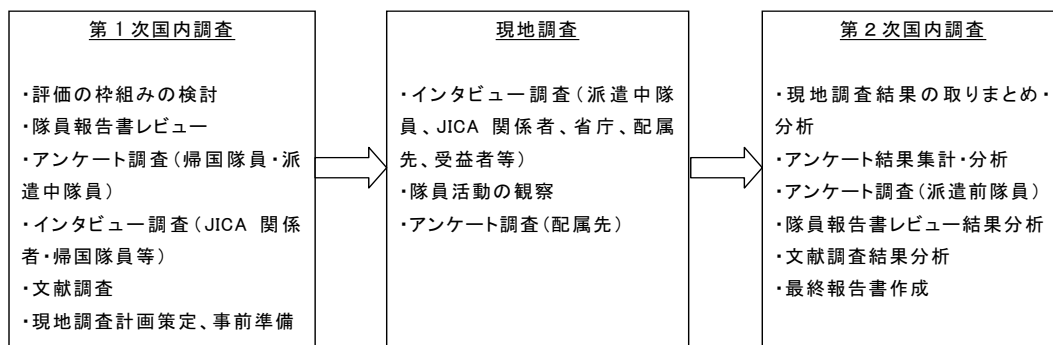 第1次国内調査
・評価の枠組みの検討
・隊員報告書レビュー
・アンケート調査(帰国隊員・派
遣中隊員)
・インタビュー調査(JICA 関係
者・帰国隊員等)
・文献調査
・現地調査計画策定、事前準備
現地調査
・インタビュー調査(派遣中隊
員、JICA 関係者、省庁、配属
先、受益者等)
・隊員活動の観察
・アンケート調査(配属先)
第2次国内調査
・現地調査結果の取りまとめ・
分析
・アンケート結果集計・分析
・アンケート調査(派遣前隊員)
・隊員報告書レビュー結果分析
・文献調査結果分析
・最終報告書作成